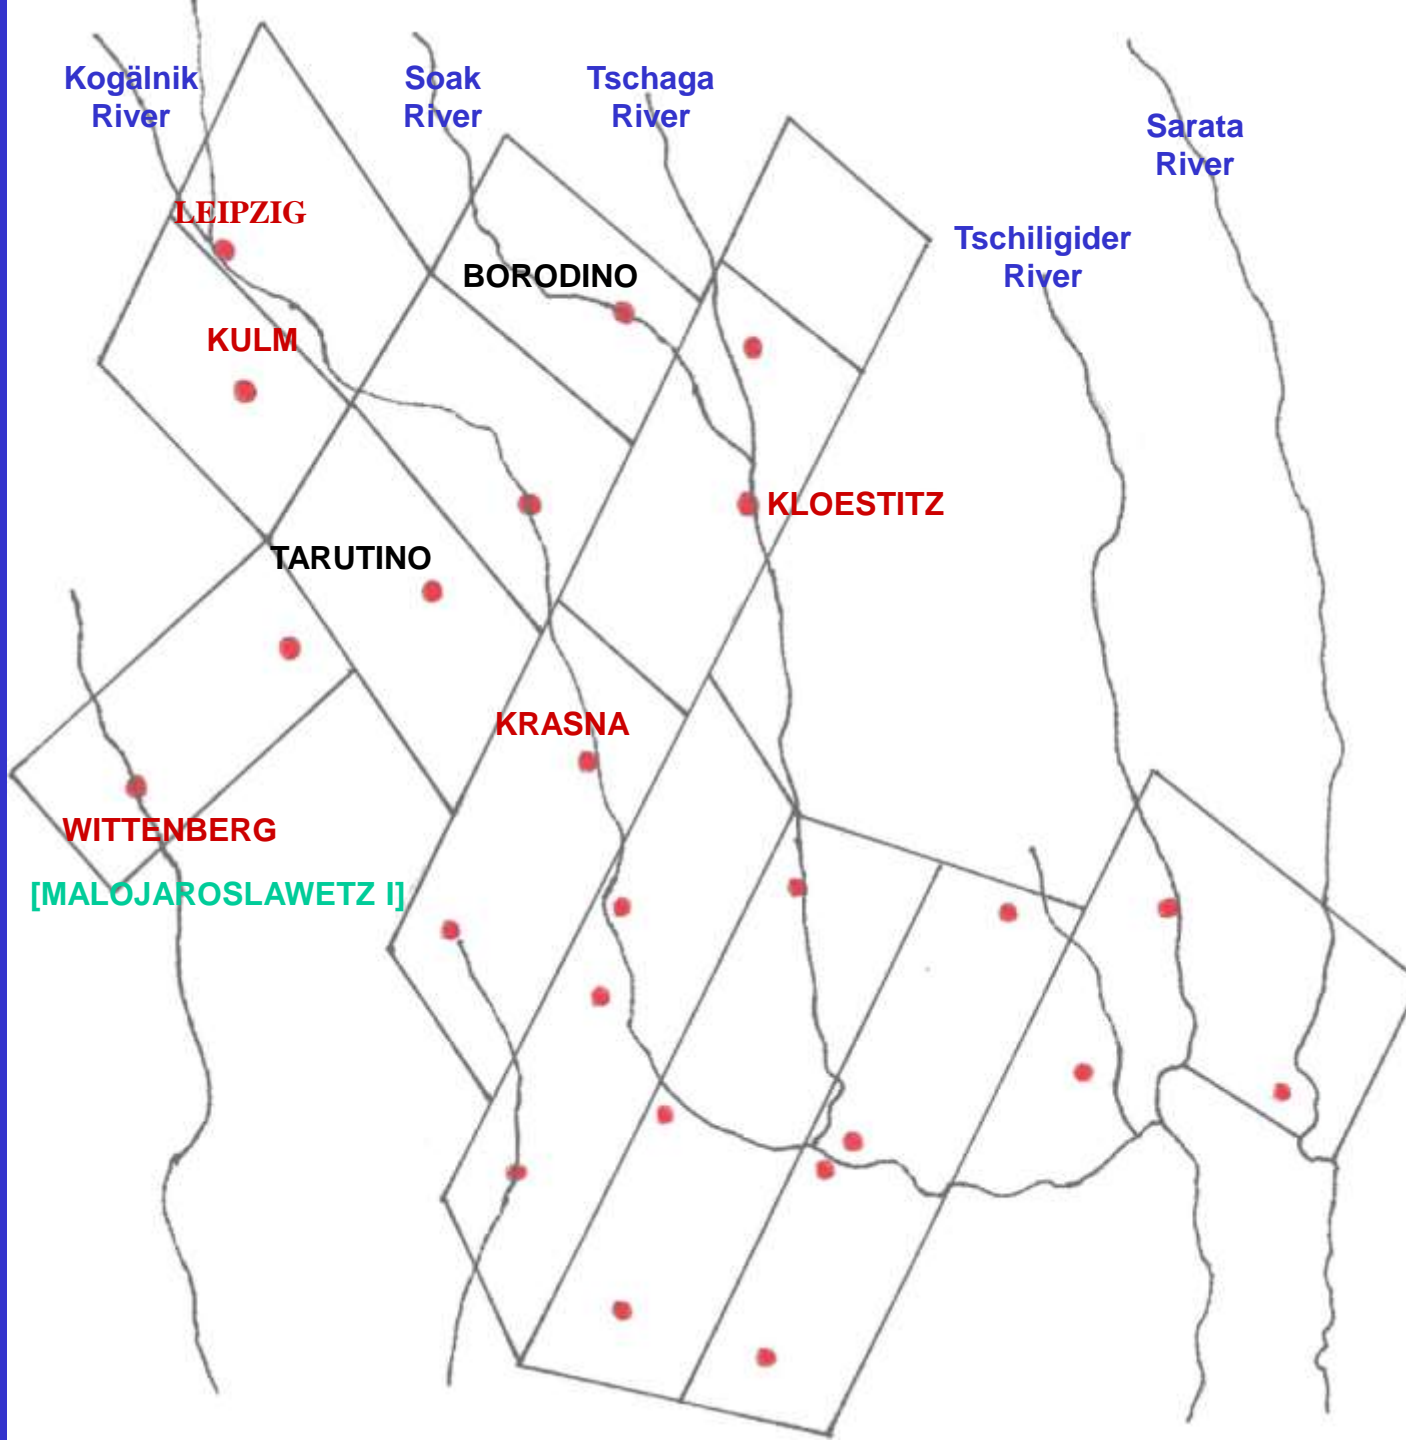 Kogälnik
River
Soak
River
Tschaga
River
Sarata
River
LEIPZIG
Tschiligider
River
BORODINO
KULM
KLOESTITZ
TARUTINO
KRASNA
WITTENBERG
[MALOJAROSLAWETZ I]